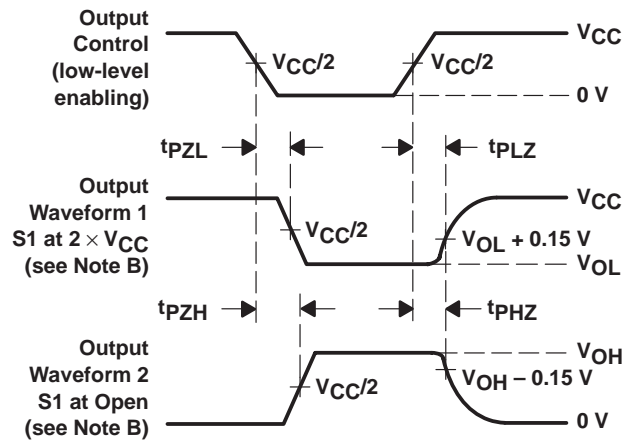 Output
Control
(low-level
enabling)
VCC/2
VCC/2
VCC
0 V
tPZL
tPLZ
Output
Waveform 1
S1 at 2 × VCC
(see Note B)
VCC/2
VCC
VOL + 0.15 V
VOL
tPZH
tPHZ
Output
Waveform 2
S1 at Open
(see Note B)
VCC/2
VOH
VOH – 0.15 V
0 V